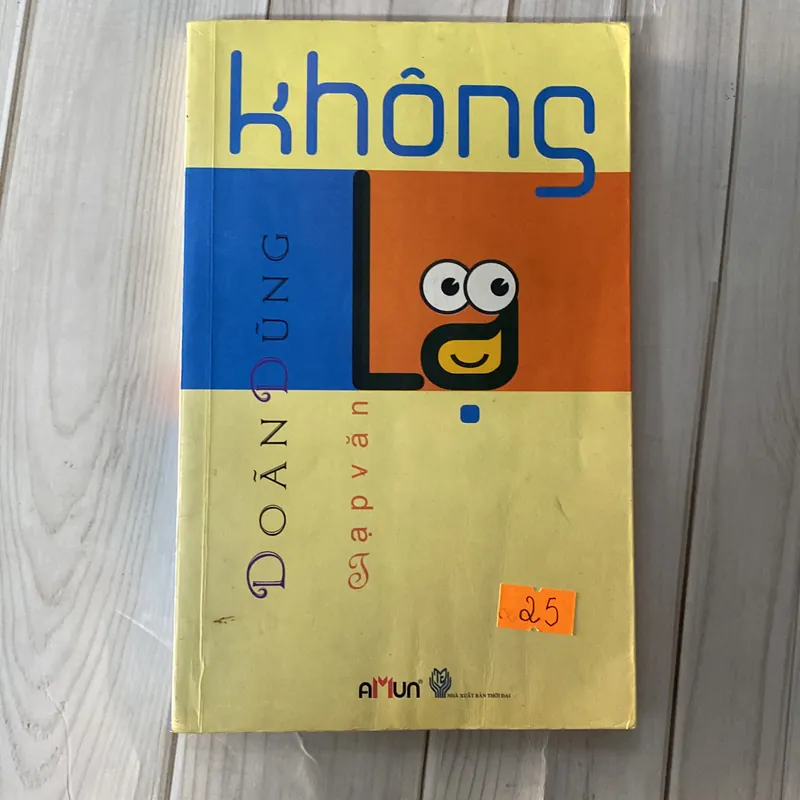 không
Lạ
DOÃN DŨNG
Tạp văn
25
AMUN®
NHÀ XUẤT BẢN THỜI ĐẠI